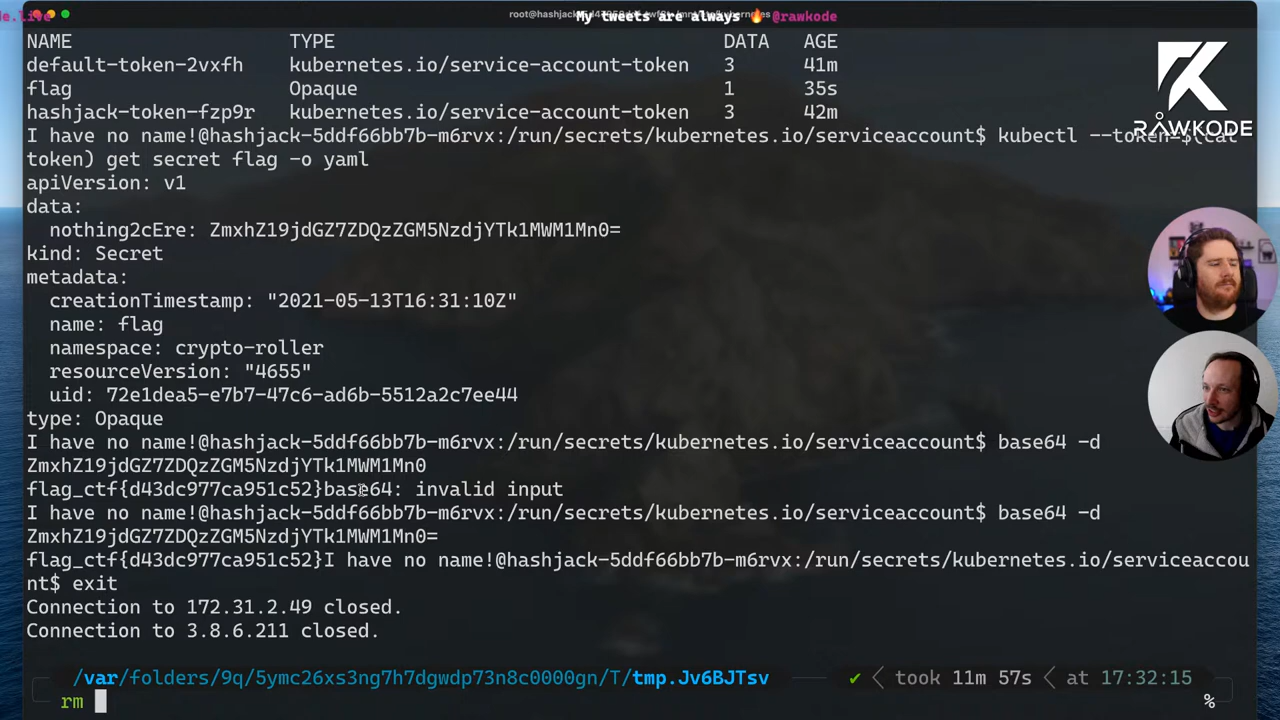 My tweets are always 🔥 @rawkode
NAME TYPE DATA AGE
default-token-2vxfh kubernetes.io/service-account-token 3 41m
flag Opaque 1 35s
hashjack-token-fzp9r kubernetes.io/service-account-token 3 42m
RAWKODE
I have no name!@hashjack-5ddf66bb7b-m6rvx:/run/secrets/kubernetes.io/serviceaccount$ kubectl --token=$(cat
token) get secret flag -o yaml
apiVersion: v1
data:
nothing2cEre: ZmxhZ19jdGZ7ZDQzZGM5NzdjYTk1MWM1Mn0=
kind: Secret
metadata:
creationTimestamp: "2021-05-13T16:31:10Z"
name: flag
namespace: crypto-roller
resourceVersion: "4655"
uid: 72e1dea5-e7b7-47c6-ad6b-5512a2c7ee44
type: Opaque
I have no name!@hashjack-5ddf66bb7b-m6rvx:/run/secrets/kubernetes.io/serviceaccount$ base64 -d
ZmxhZ19jdGZ7ZDQzZGM5NzdjYTk1MWM1Mn0
flag_ctf{d43dc977ca951c52}base64: invalid input
I have no name!@hashjack-5ddf66bb7b-m6rvx:/run/secrets/kubernetes.io/serviceaccount$ base64 -d
ZmxhZ19jdGZ7ZDQzZGM5NzdjYTk1MWM1Mn0=
flag_ctf{d43dc977ca951c52}I have no name!@hashjack-5ddf66bb7b-m6rvx:/run/secrets/kubernetes.io/serviceaccou
nt$ exit
Connection to 172.31.2.49 closed.
Connection to 3.8.6.211 closed.
/var/folders/9q/5ymc26xs3ng7h7dgwdp73n8c0000gn/T/tmp.Jv6BJTsv ✔ took 11m 57s at 17:32:15
rm %